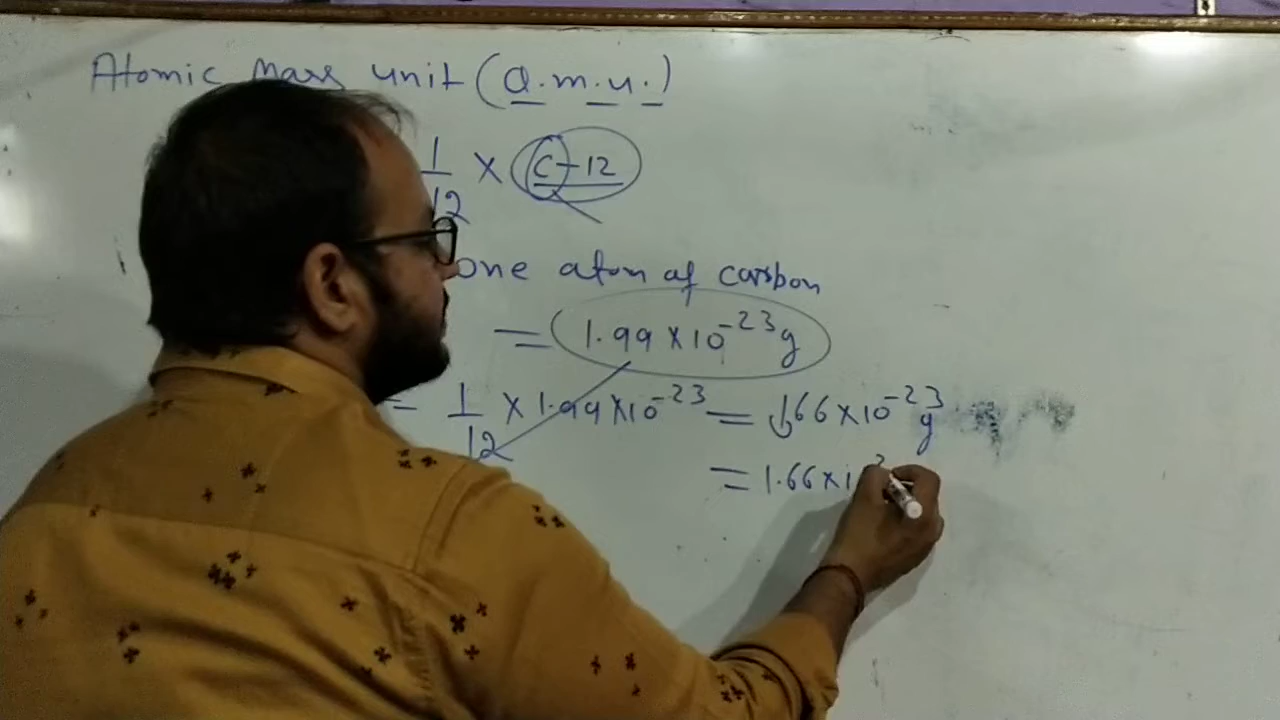 Atomic Mass unit (a.m.u.)
1/12 × C-12
one atom of carbon
= 1.99×10⁻²³g
= 1/12 × 1.99×10⁻²³ = .166×10⁻²³ g
= 1.66×1